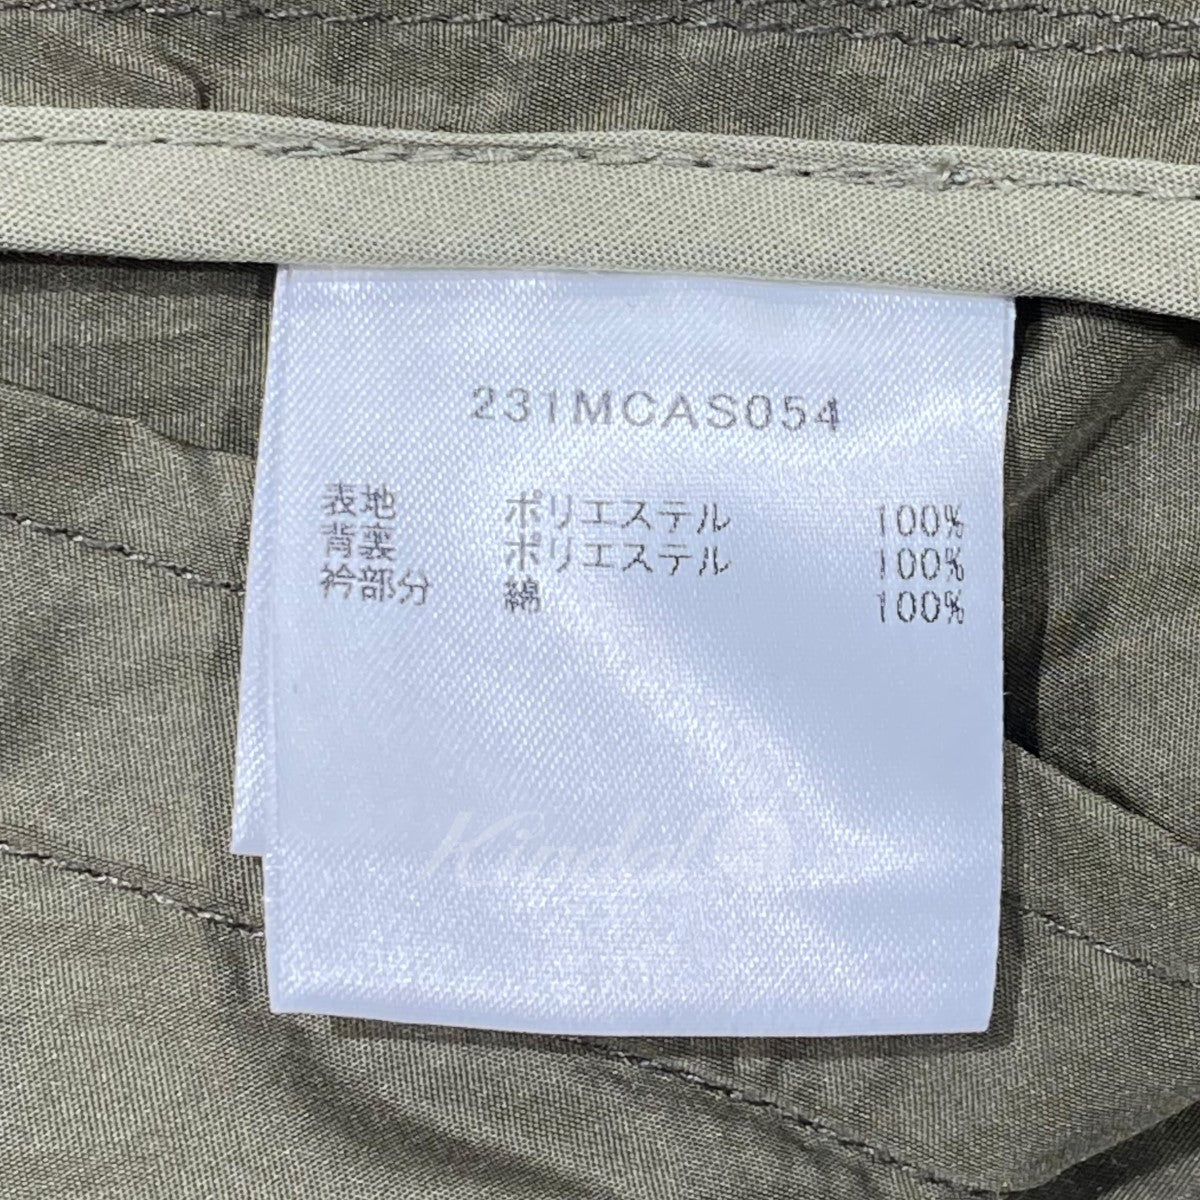 231MCAS054
表地 ポリエステル 100%
背裏 ポリエステル 100%
衿部分 綿 100%
Kindal